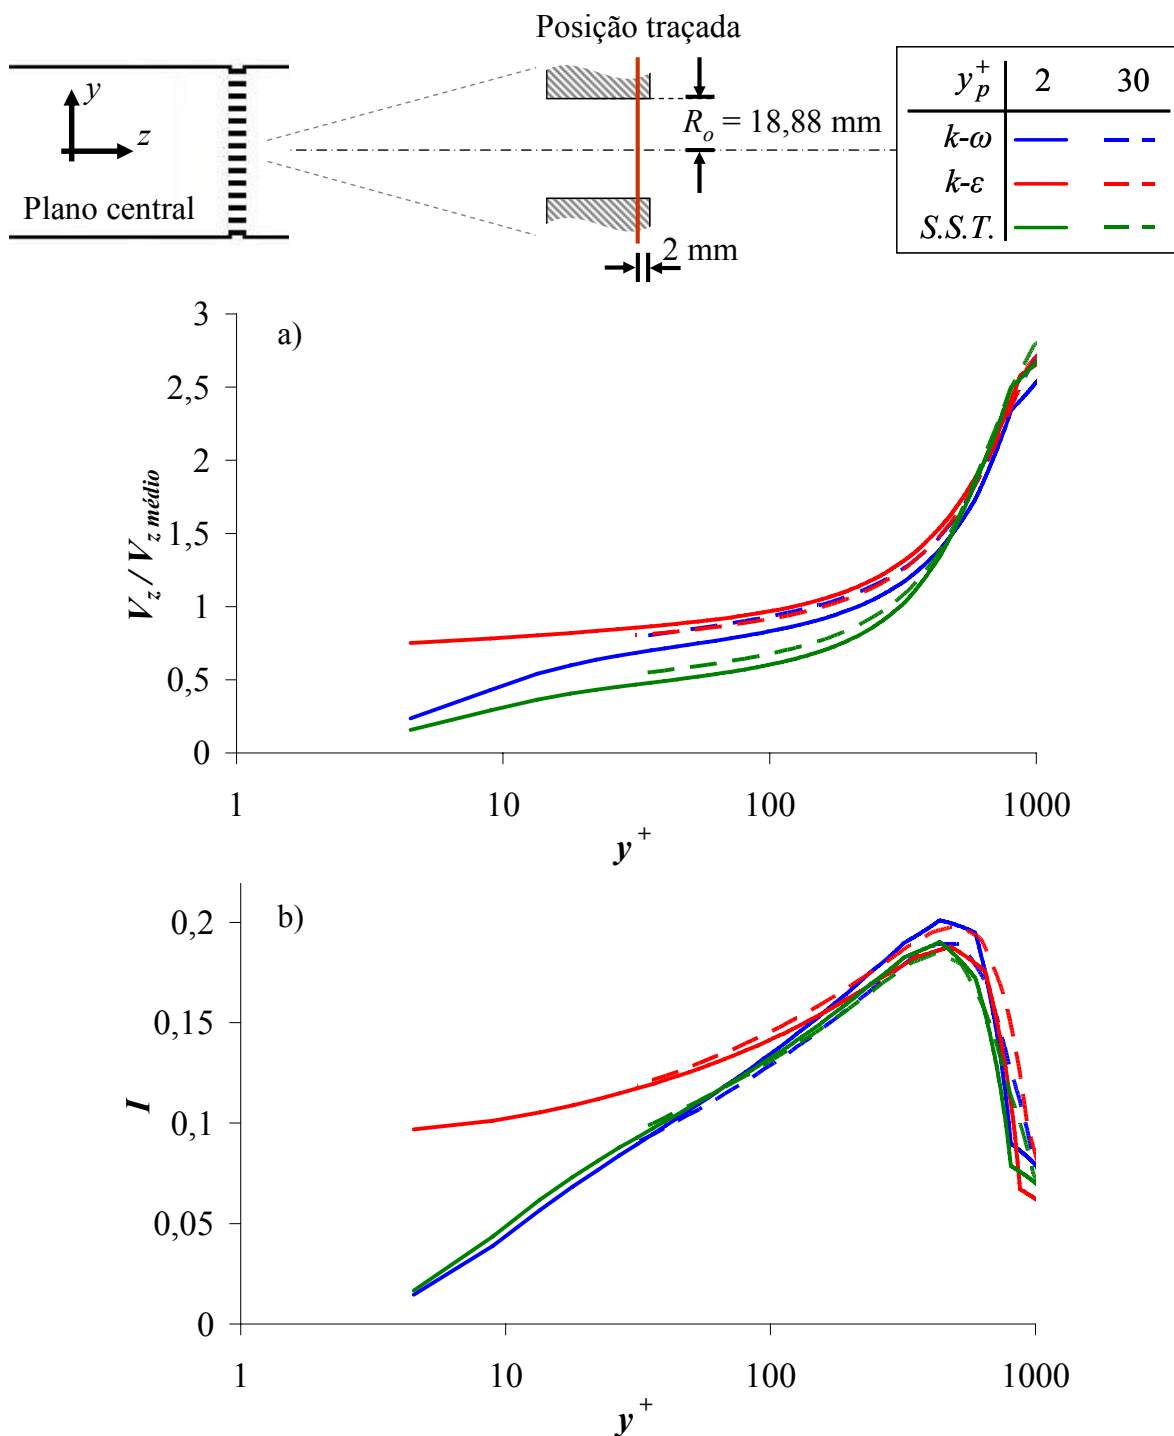 Posição traçada
y
z
Plano central
R_o = 18,88 mm
2 mm
y_p^+ 2 30
k-ω
k-ε
S.S.T.
a)
3
2,5
2
1,5
1
0,5
0
V_z / V_z médio
1 10 100 1000
y^+
b)
0,2
0,15
0,1
0,05
0
I
1 10 100 1000
y^+